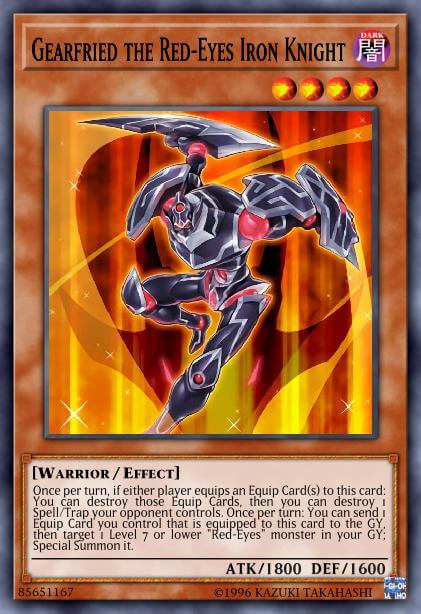 Gearfried the Red-Eyes Iron Knight
DARK
闇
[Warrior / Effect]
Once per turn, if either player equips an Equip Card(s) to this card:
You can destroy those Equip Cards, then you can destroy 1
Spell/Trap your opponent controls. Once per turn: You can send 1
Equip Card you control that is equipped to this card to the GY,
then target 1 Level 7 or lower "Red-Eyes" monster in your GY;
Special Summon it.
ATK/1800 DEF/1600
85651167
©1996 KAZUKI TAKAHASHI